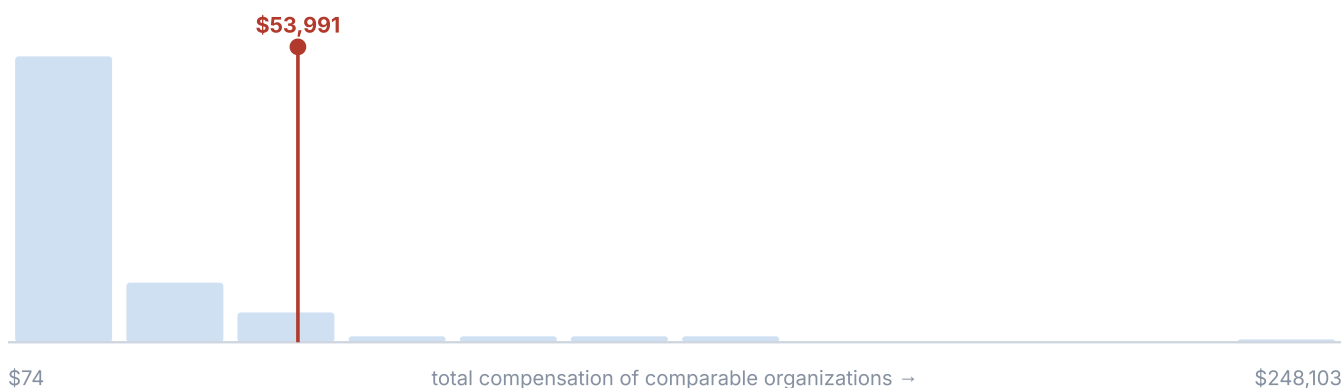 $53,991
$74
total compensation of comparable organizations →
$248,103